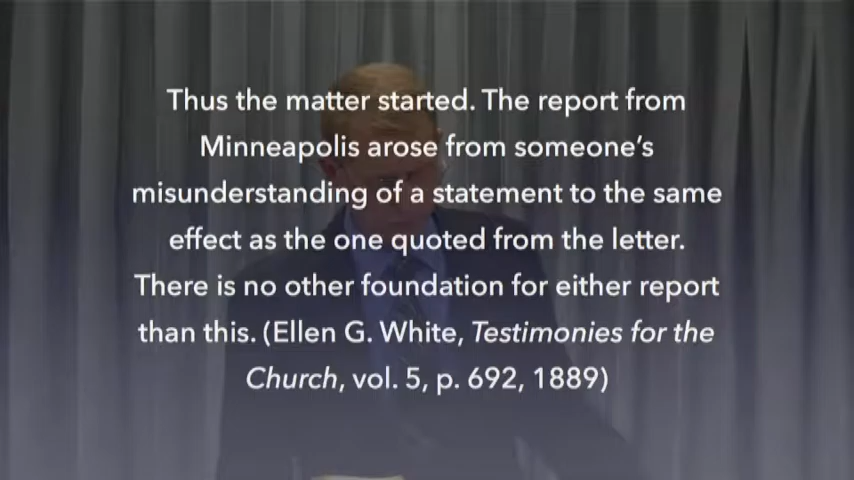 Thus the matter started. The report from
Minneapolis arose from someone's
misunderstanding of a statement to the same
effect as the one quoted from the letter.
There is no other foundation for either report
than this. (Ellen G. White, Testimonies for the
Church, vol. 5, p. 692, 1889)